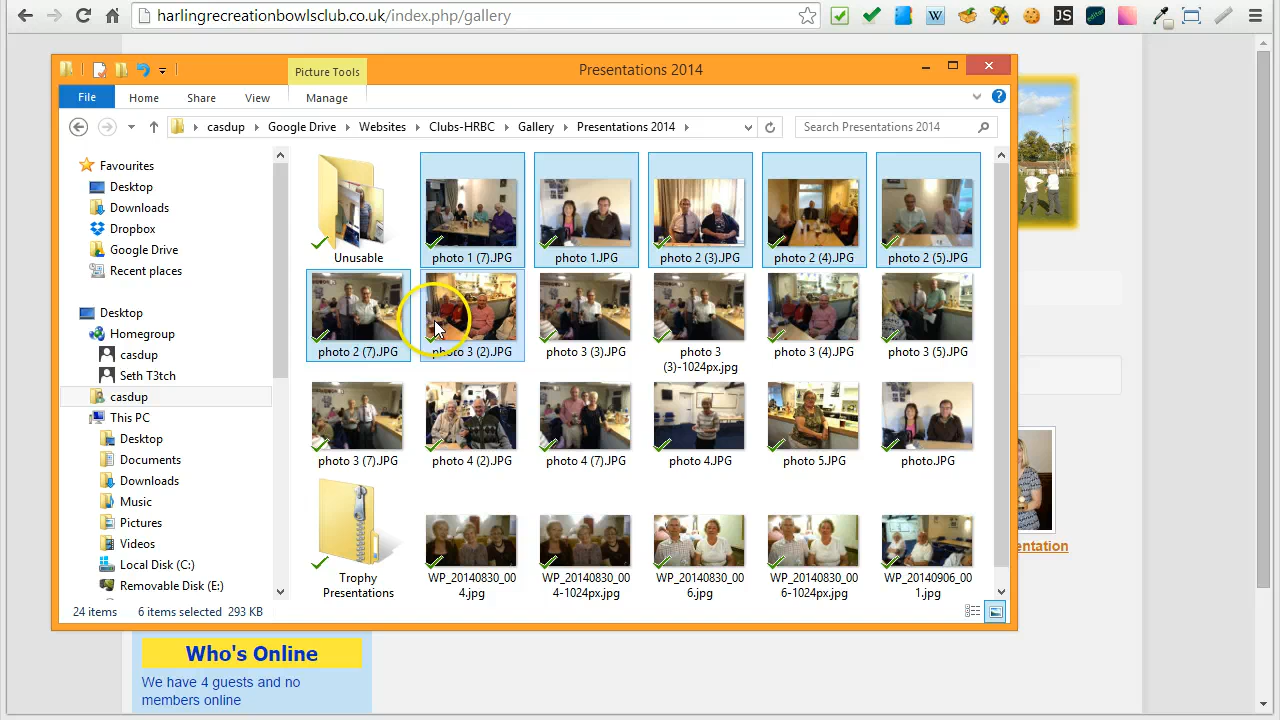 harlingrecreationbowlsclub.co.uk/index.php/gallery
JS
Picture Tools
Presentations 2014
File
Home
Share
View
Manage
casdup
Google Drive
Websites
Clubs-HRBC
Gallery
Presentations 2014
Search Presentations 2014
Favourites
Desktop
Downloads
Dropbox
Google Drive
Recent places
Desktop
Homegroup
casdup
Seth T3tch
casdup
This PC
Desktop
Documents
Downloads
Music
Pictures
Videos
Local Disk (C:)
Removable Disk (E:)
Unusable
photo 1 (7).JPG
photo 1.JPG
photo 2 (3).JPG
photo 2 (4).JPG
photo 2 (5).JPG
photo 2 (7).JPG
photo 3 (2).JPG
photo 3 (3).JPG
photo 3
(3)-1024px.jpg
photo 3 (4).JPG
photo 3 (5).JPG
photo 3 (7).JPG
photo 4 (2).JPG
photo 4 (7).JPG
photo 4.JPG
photo 5.JPG
photo.JPG
Trophy
Presentations
WP_20140830_00
4.jpg
WP_20140830_00
4-1024px.jpg
WP_20140830_00
6.jpg
WP_20140830_00
6-1024px.jpg
WP_20140906_00
1.jpg
24 items
6 items selected
293 KB
entation
Who's Online
We have 4 guests and no
members online